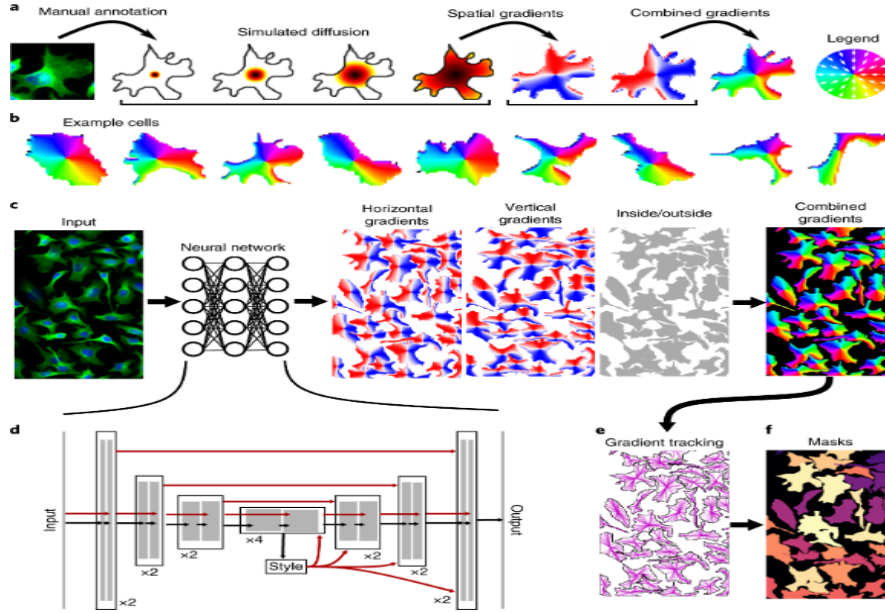 a
Manual annotation
Simulated diffusion
Spatial gradients
Combined gradients
Legend
b
Example cells
c
Input
Neural network
Horizontal
gradients
Vertical
gradients
Inside/outside
Combined
gradients
d
Input
×2
×2
×2
×4
Style
×2
×2
×2
Output
e
Gradient tracking
f
Masks